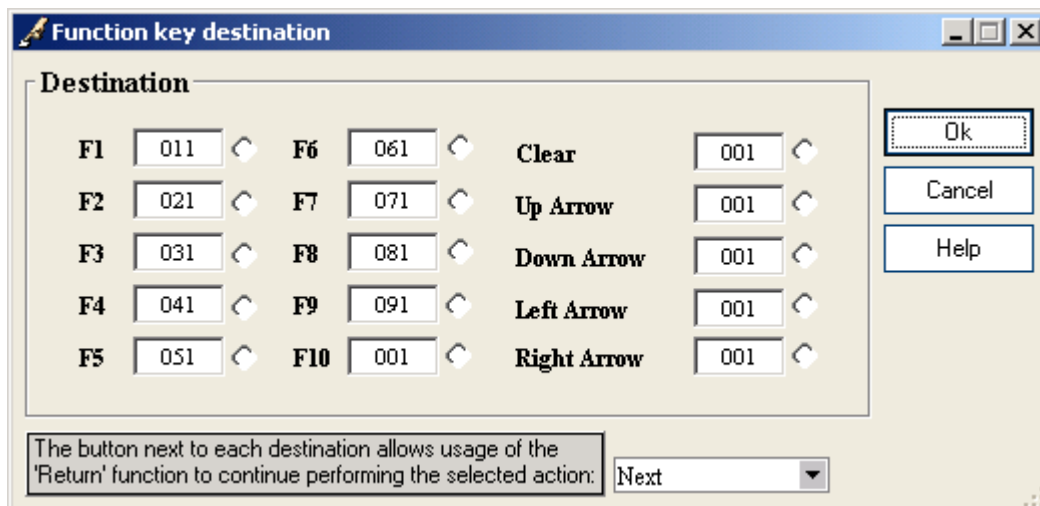 Function key destination
Destination
F1 011 F6 061 Clear 001
F2 021 F7 071 Up Arrow 001
F3 031 F8 081 Down Arrow 001
F4 041 F9 091 Left Arrow 001
F5 051 F10 001 Right Arrow 001
Ok
Cancel
Help
The button next to each destination allows usage of the
'Return' function to continue performing the selected action:
Next